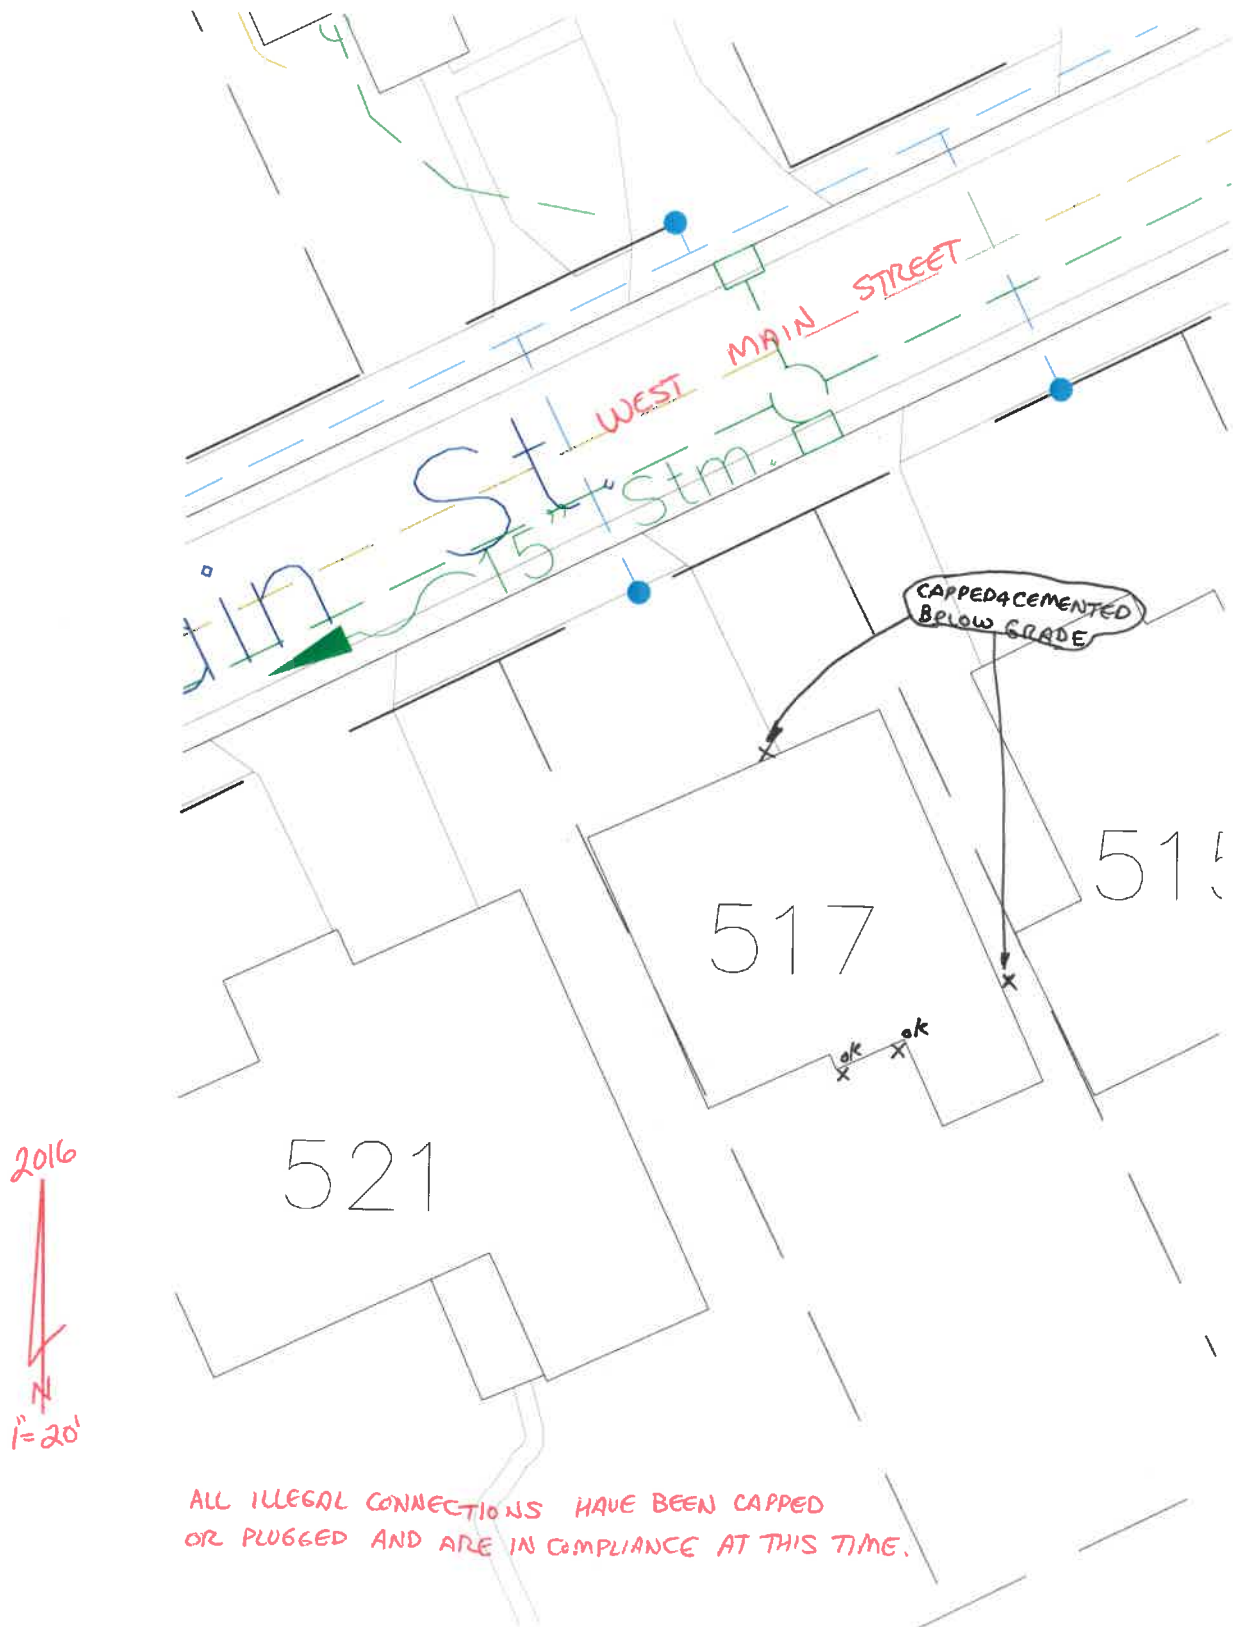 WEST MAIN STREET
ain St.
15" Stm.
CAPPED & CEMENTED
BELOW GRADE
515
517
ok
ok
521
2016
N
1"=20'
ALL ILLEGAL CONNECTIONS HAVE BEEN CAPPED
OR PLUGGED AND ARE IN COMPLIANCE AT THIS TIME.